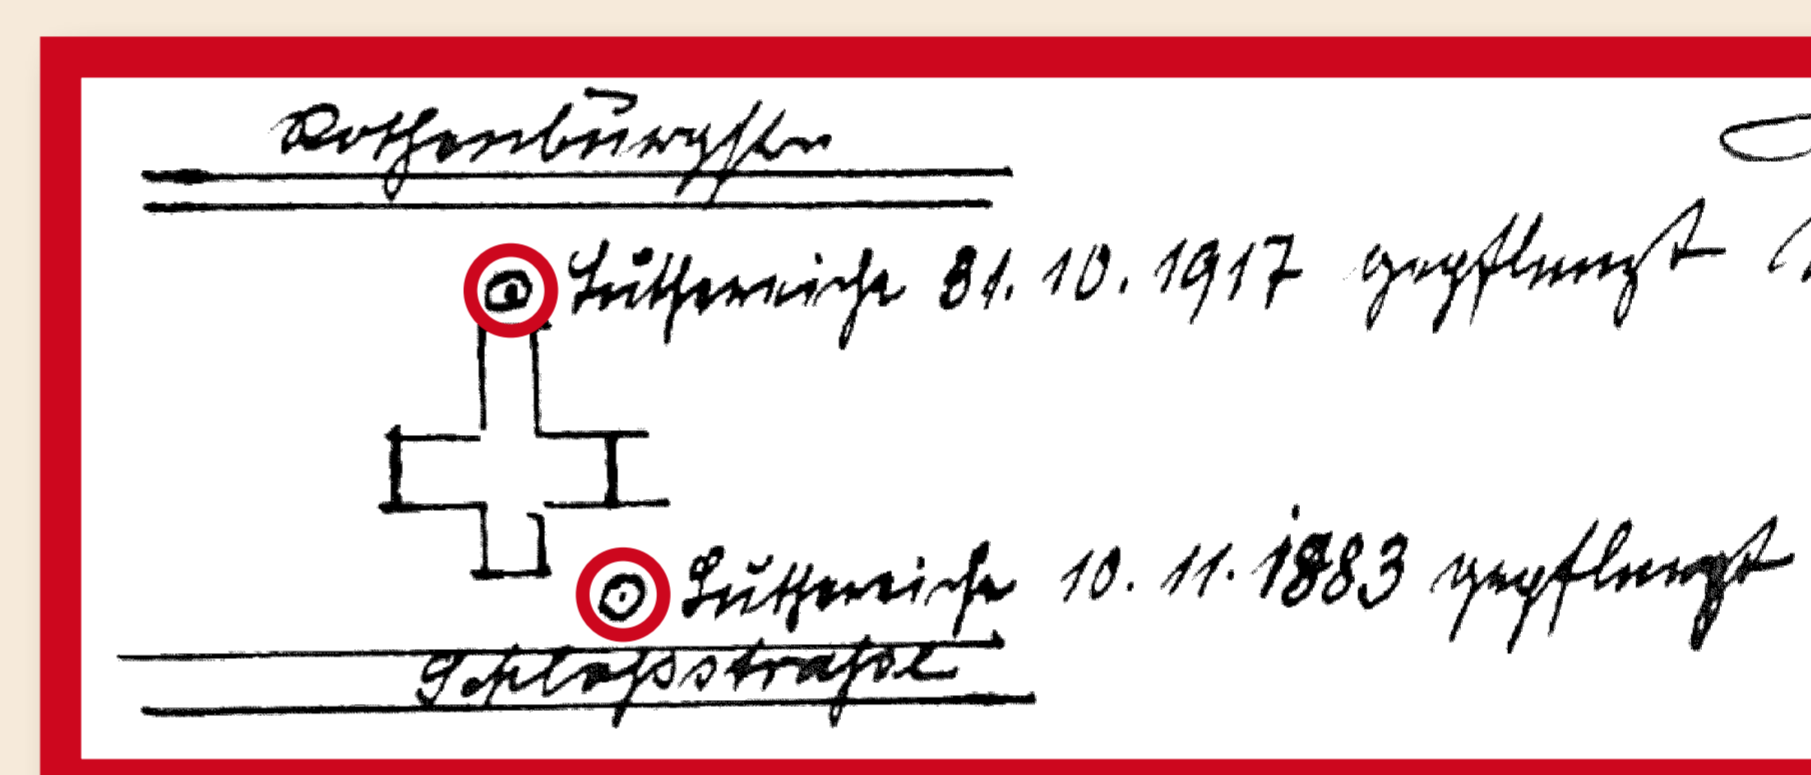 Rothenburgstr
Luthereiche 31. 10. 1917 gepflanzt
Luthereiche 10. 11. 1883 gepflanzt
Schloßstraße